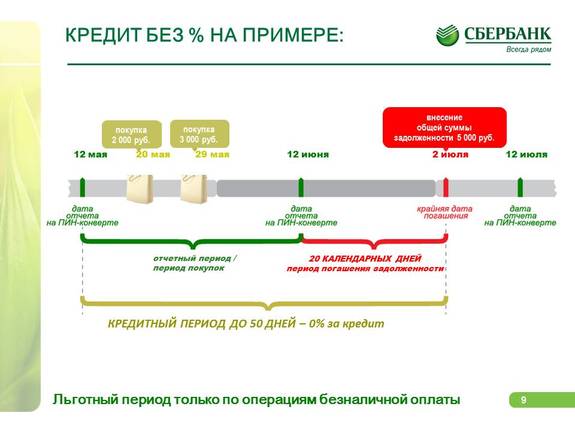 КРЕДИТ БЕЗ % НА ПРИМЕРЕ:
СБЕРБАНК
Всегда рядом
покупка
2 000 руб.
покупка
3 000 руб.
внесение
общей суммы
задолженности 5 000 руб.
12 мая
20 мая
29 мая
12 июня
2 июля
12 июля
дата
отчета
на ПИН-конверте
дата
отчета
на ПИН-конверте
крайняя дата
погашения
дата
отчета
на ПИН-конверте
отчетный период /
период покупок
20 КАЛЕНДАРНЫХ ДНЕЙ
период погашения задолженности
КРЕДИТНЫЙ ПЕРИОД ДО 50 ДНЕЙ – 0% за кредит
Льготный период только по операциям безналичной оплаты
9